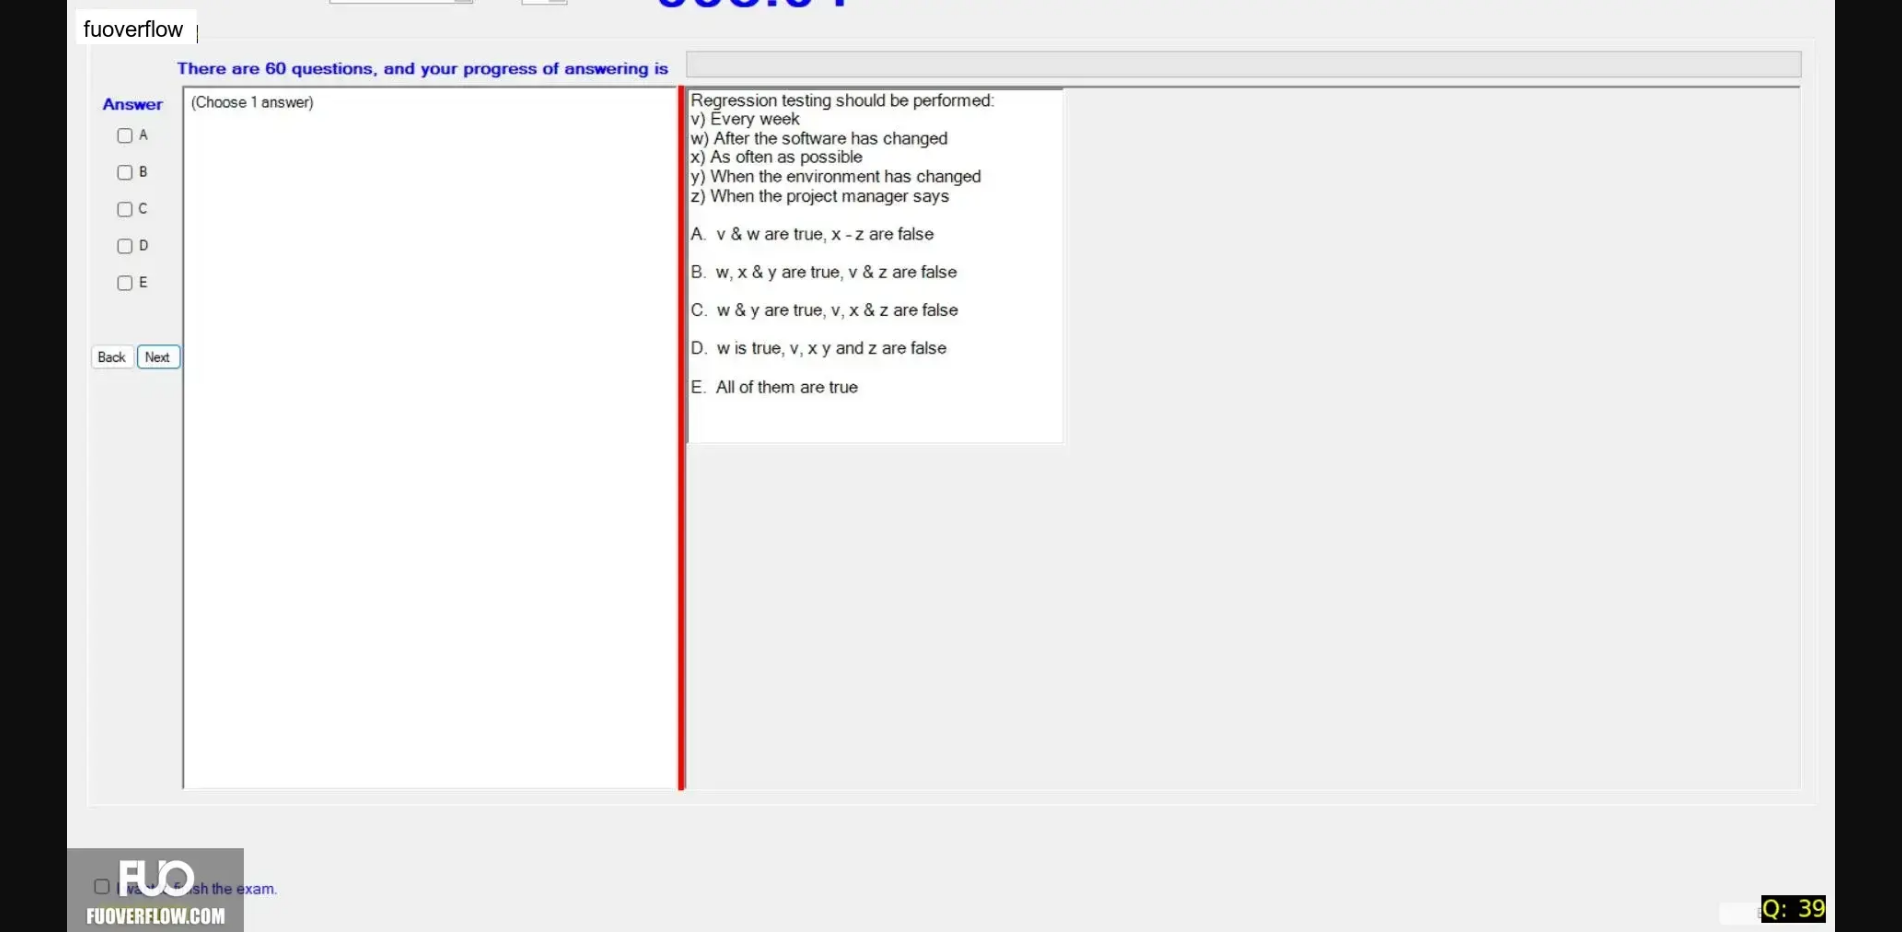 fuoverflow
There are 60 questions, and your progress of answering is
Answer
(Choose 1 answer)
A
B
C
D
E
Back Next
Regression testing should be performed:
v) Every week
w) After the software has changed
x) As often as possible
y) When the environment has changed
z) When the project manager says
A. v & w are true, x - z are false
B. w, x & y are true, v & z are false
C. w & y are true, v, x & z are false
D. w is true, v, x y and z are false
E. All of them are true
the exam.
FUO
FUOVERFLOW.COM
Q: 39